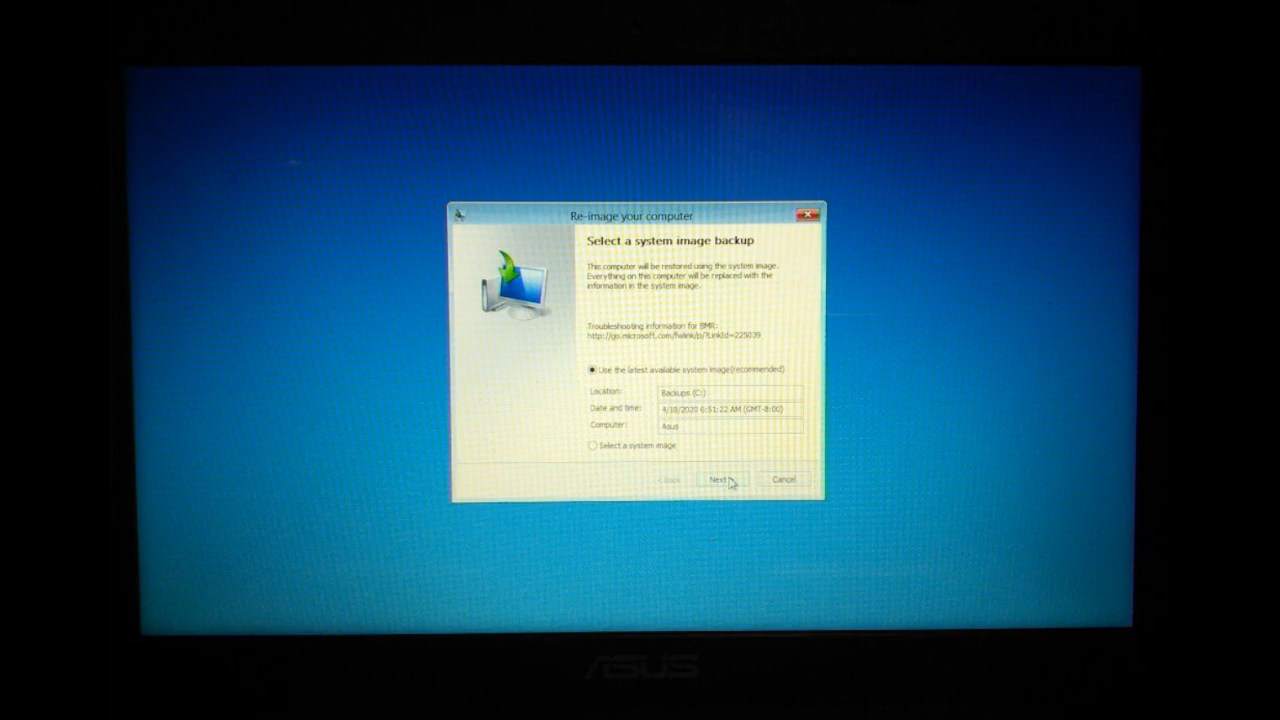 Re-image your computer
Select a system image backup
This computer will be restored using the system image.
Everything on this computer will be replaced with the
information in the system image.
Troubleshooting information for BMR:
http://go.microsoft.com/fwlink/p/?LinkId=225039
Use the latest available system image(recommended)
Location: Backups (C:)
Date and time: 4/18/2020 6:51:22 AM (GMT-8:00)
Computer: Asus
Select a system image
< Back Next Cancel
ASUS